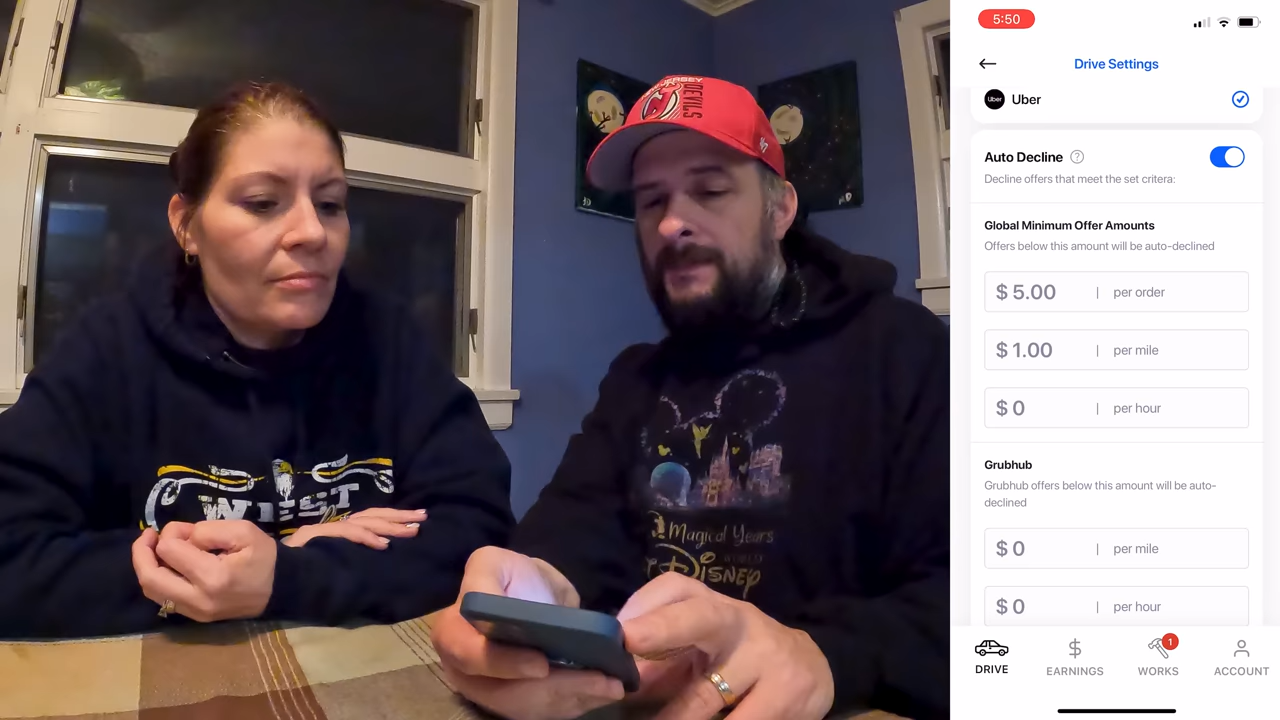 JERSEY
DEVILS
WEST
Magical Years
DISNEY
5:50
Drive Settings
Uber
Uber
Auto Decline ?
Decline offers that meet the set critera:
Global Minimum Offer Amounts
Offers below this amount will be auto-declined
$ 5.00 | per order
$ 1.00 | per mile
$ 0 | per hour
Grubhub
Grubhub offers below this amount will be auto-
declined
$ 0 | per mile
$ 0 | per hour
1
DRIVE EARNINGS WORKS ACCOUNT